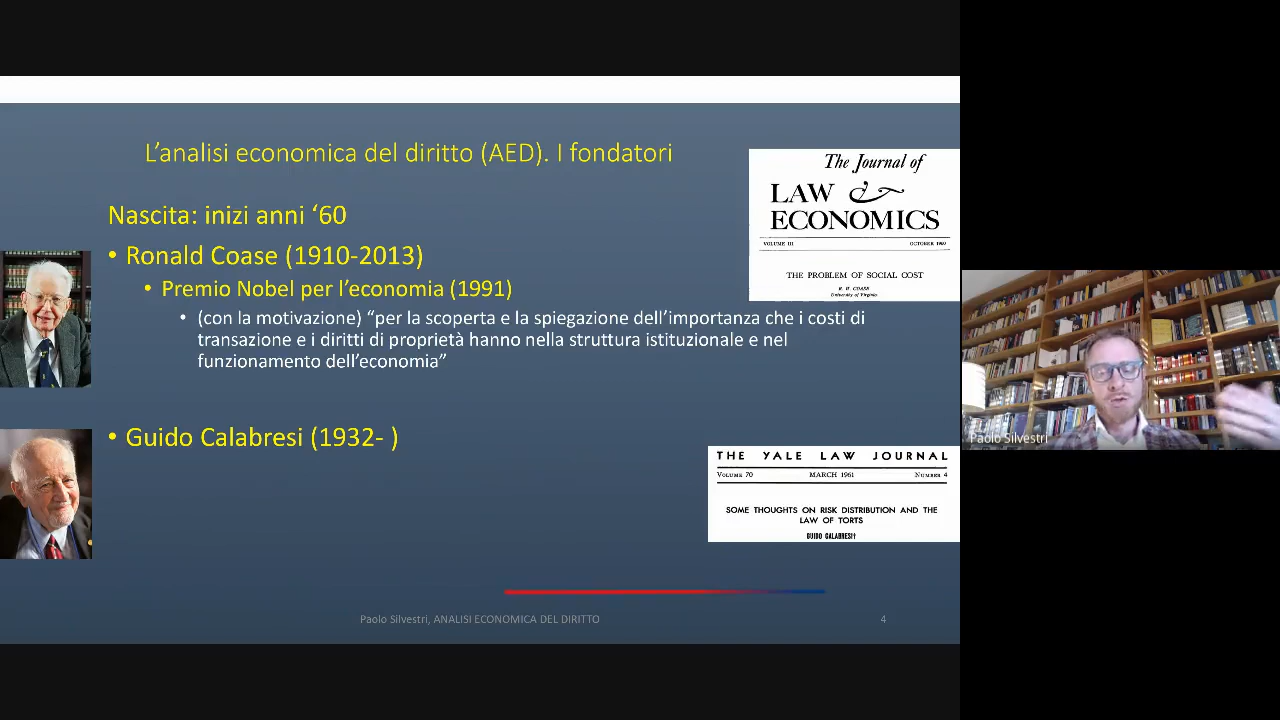 L’analisi economica del diritto (AED). I fondatori
Nascita: inizi anni ‘60
• Ronald Coase (1910-2013)
• Premio Nobel per l’economia (1991)
• (con la motivazione) “per la scoperta e la spiegazione dell’importanza che i costi di
transazione e i diritti di proprietà hanno nella struttura istituzionale e nel
funzionamento dell’economia”
• Guido Calabresi (1932- )
The Journal of
LAW &
ECONOMICS
VOLUME III OCTOBER 1960
THE PROBLEM OF SOCIAL COST
R. H. COASE
University of Virginia
THE YALE LAW JOURNAL
VOLUME 70 MARCH 1961 NUMBER 4
SOME THOUGHTS ON RISK DISTRIBUTION AND THE
LAW OF TORTS
GUIDO CALABRESI†
Paolo Silvestri, ANALISI ECONOMICA DEL DIRITTO
4
Paolo Silvestri